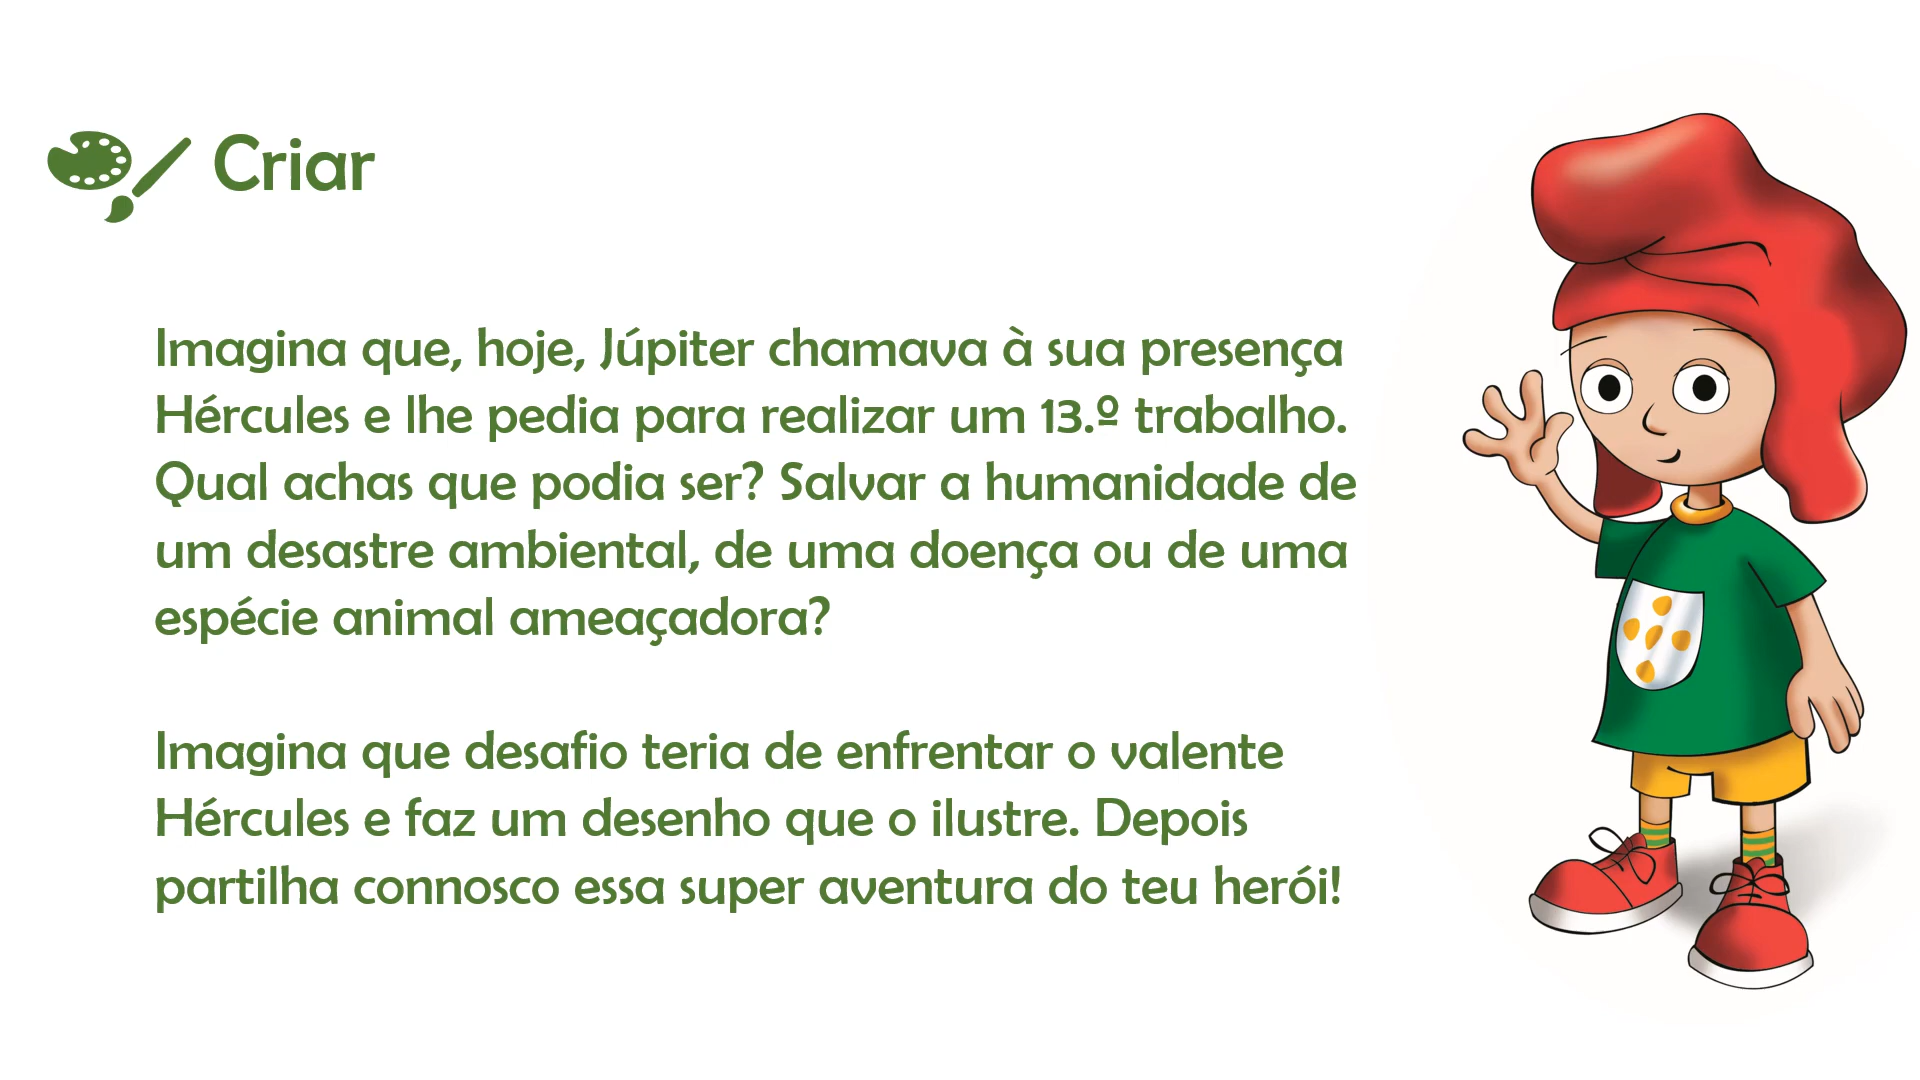 Criar
Imagina que, hoje, Júpiter chamava à sua presença
Hércules e lhe pedia para realizar um 13.º trabalho.
Qual achas que podia ser? Salvar a humanidade de
um desastre ambiental, de uma doença ou de uma
espécie animal ameaçadora?
Imagina que desafio teria de enfrentar o valente
Hércules e faz um desenho que o ilustre. Depois
partilha connosco essa super aventura do teu herói!